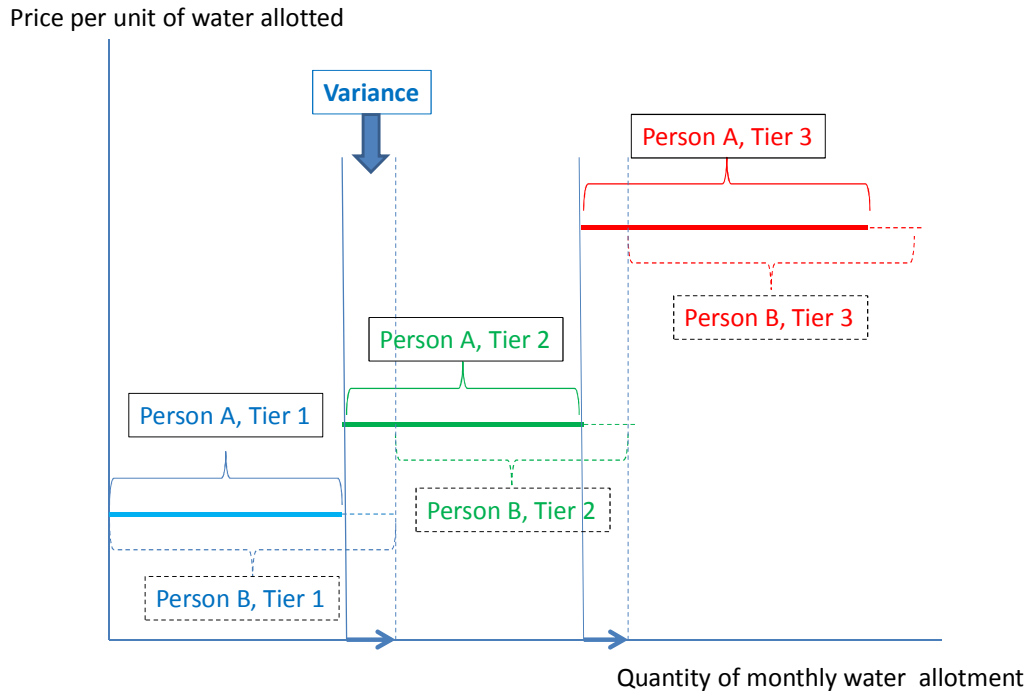 Price per unit of water allotted
Variance
Person A, Tier 3
Person B, Tier 3
Person A, Tier 2
Person A, Tier 1
Person B, Tier 2
Person B, Tier 1
Quantity of monthly water allotment